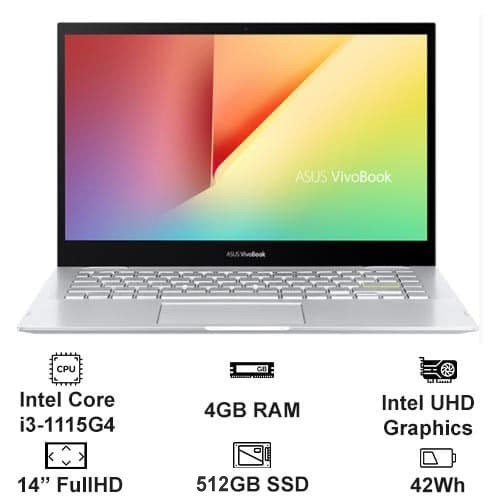 ASUS VivoBook
ASUS VivoBook
CPU
GB
Intel Core
i3-1115G4
4GB RAM
Intel UHD
Graphics
14” FullHD
512GB SSD
42Wh